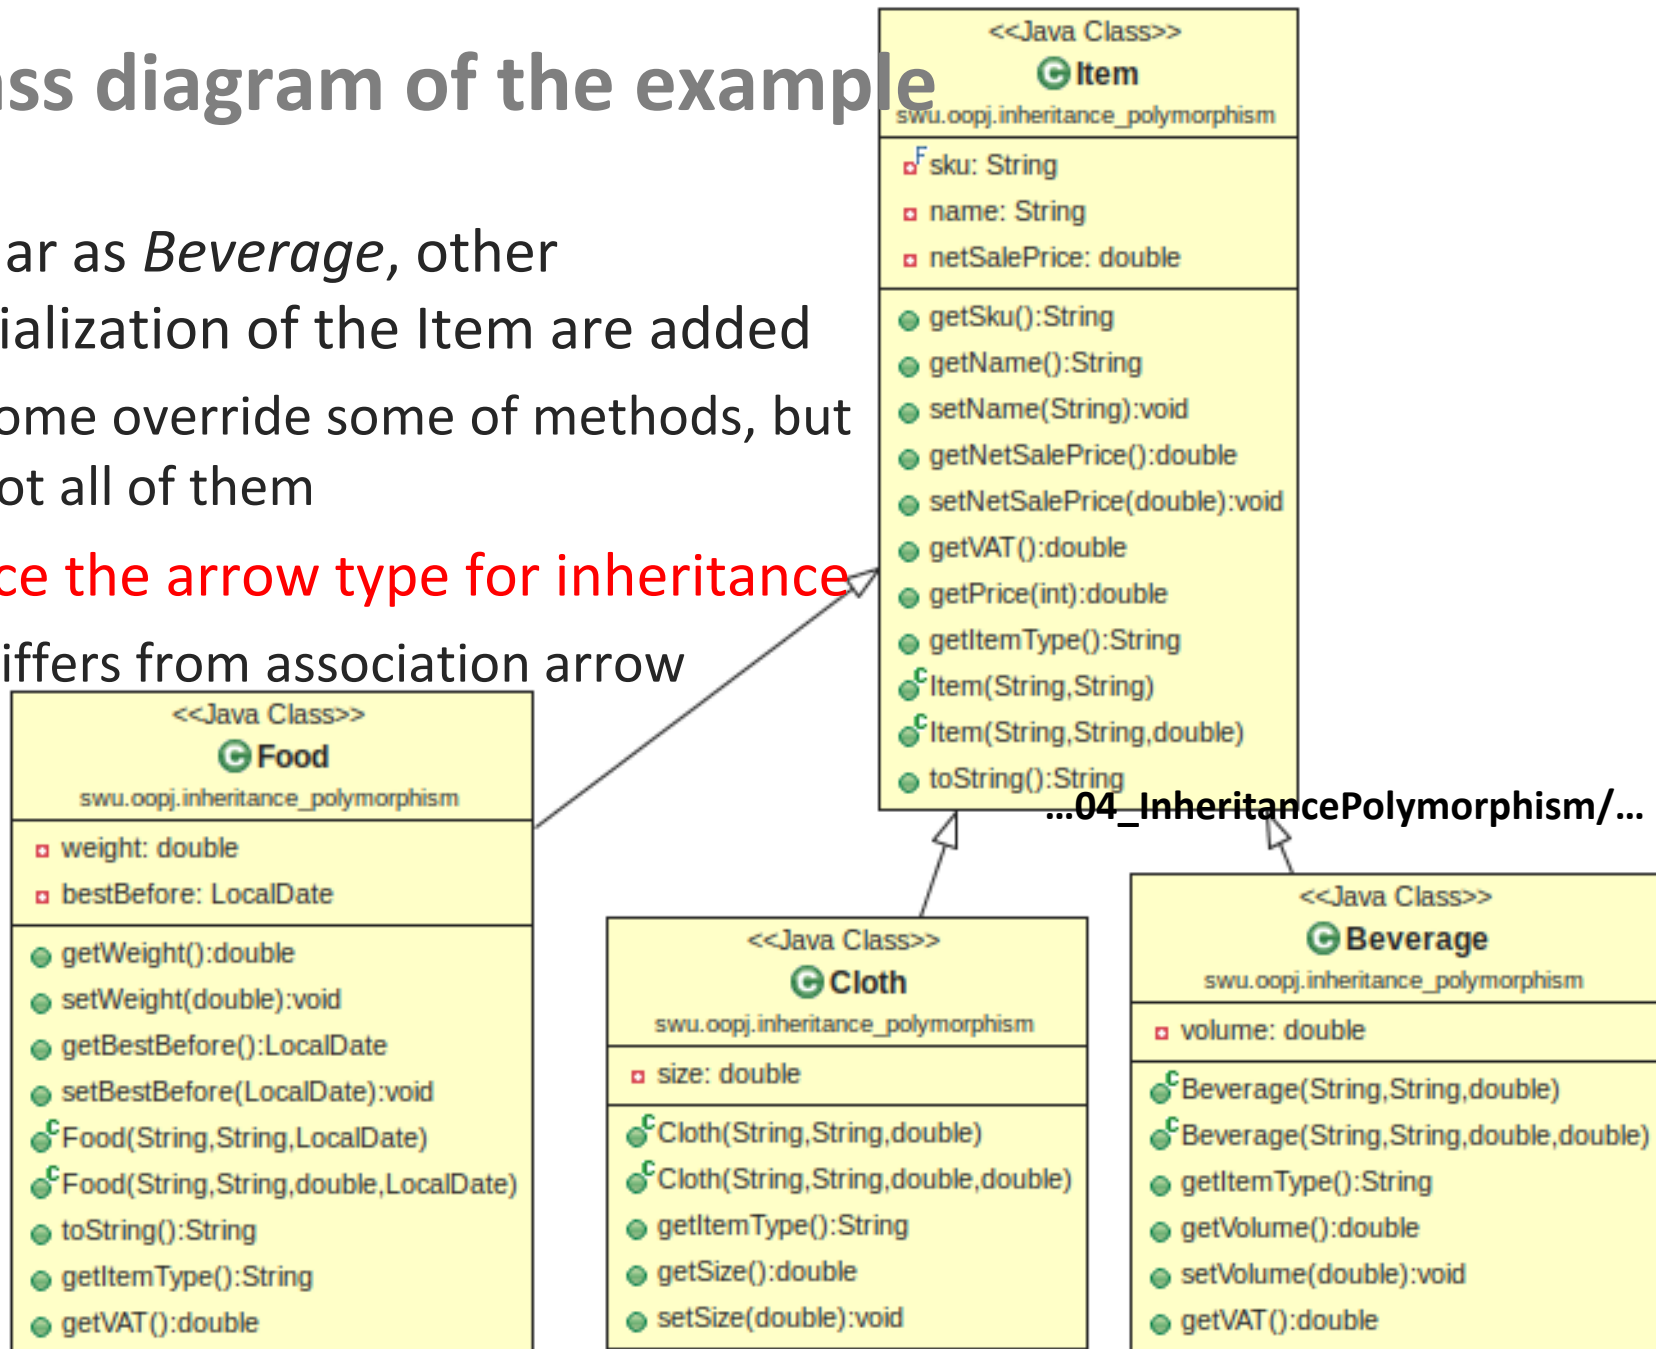 ass diagram of the example
ar as Beverage, other
ialization of the Item are added
ome override some of methods, but
ot all of them
ce the arrow type for inheritance
iffers from association arrow
<<Java Class>>
Item
swu.oopj.inheritance_polymorphism
F sku: String
name: String
netSalePrice: double
getSku():String
getName():String
setName(String):void
getNetSalePrice():double
setNetSalePrice(double):void
getVAT():double
getPrice(int):double
getItemType():String
C Item(String,String)
C Item(String,String,double)
toString():String
...04_InheritancePolymorphism/...
<<Java Class>>
Food
swu.oopj.inheritance_polymorphism
weight: double
bestBefore: LocalDate
getWeight():double
setWeight(double):void
getBestBefore():LocalDate
setBestBefore(LocalDate):void
C Food(String,String,LocalDate)
C Food(String,String,double,LocalDate)
toString():String
getItemType():String
getVAT():double
<<Java Class>>
Cloth
swu.oopj.inheritance_polymorphism
size: double
C Cloth(String,String,double)
C Cloth(String,String,double,double)
getItemType():String
getSize():double
setSize(double):void
<<Java Class>>
Beverage
swu.oopj.inheritance_polymorphism
volume: double
C Beverage(String,String,double)
C Beverage(String,String,double,double)
getItemType():String
getVolume():double
setVolume(double):void
getVAT():double